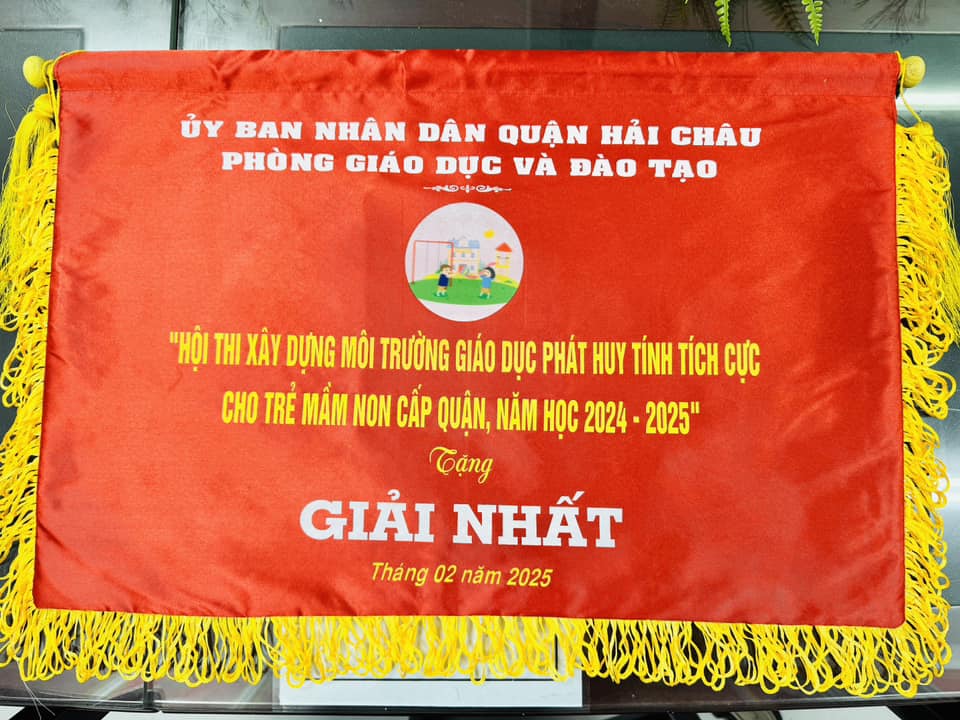 ỦY BAN NHÂN DÂN QUẬN HẢI CHÂU
PHÒNG GIÁO DỤC VÀ ĐÀO TẠO
"HỘI THI XÂY DỰNG MÔI TRƯỜNG GIÁO DỤC PHÁT HUY TÍNH TÍCH CỰC
CHO TRẺ MẦM NON CẤP QUẬN, NĂM HỌC 2024 - 2025"
Tặng
GIẢI NHẤT
Tháng 02 năm 2025